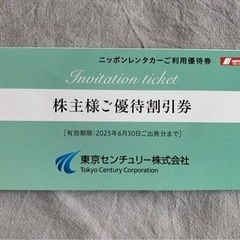 ニッポンレンタカーご利用優待券
Invitation ticket
株主様ご優待割引券
[有効期限:2025年6月30日ご出発分まで]
東京センチュリー株式会社
Tokyo Century Corporation